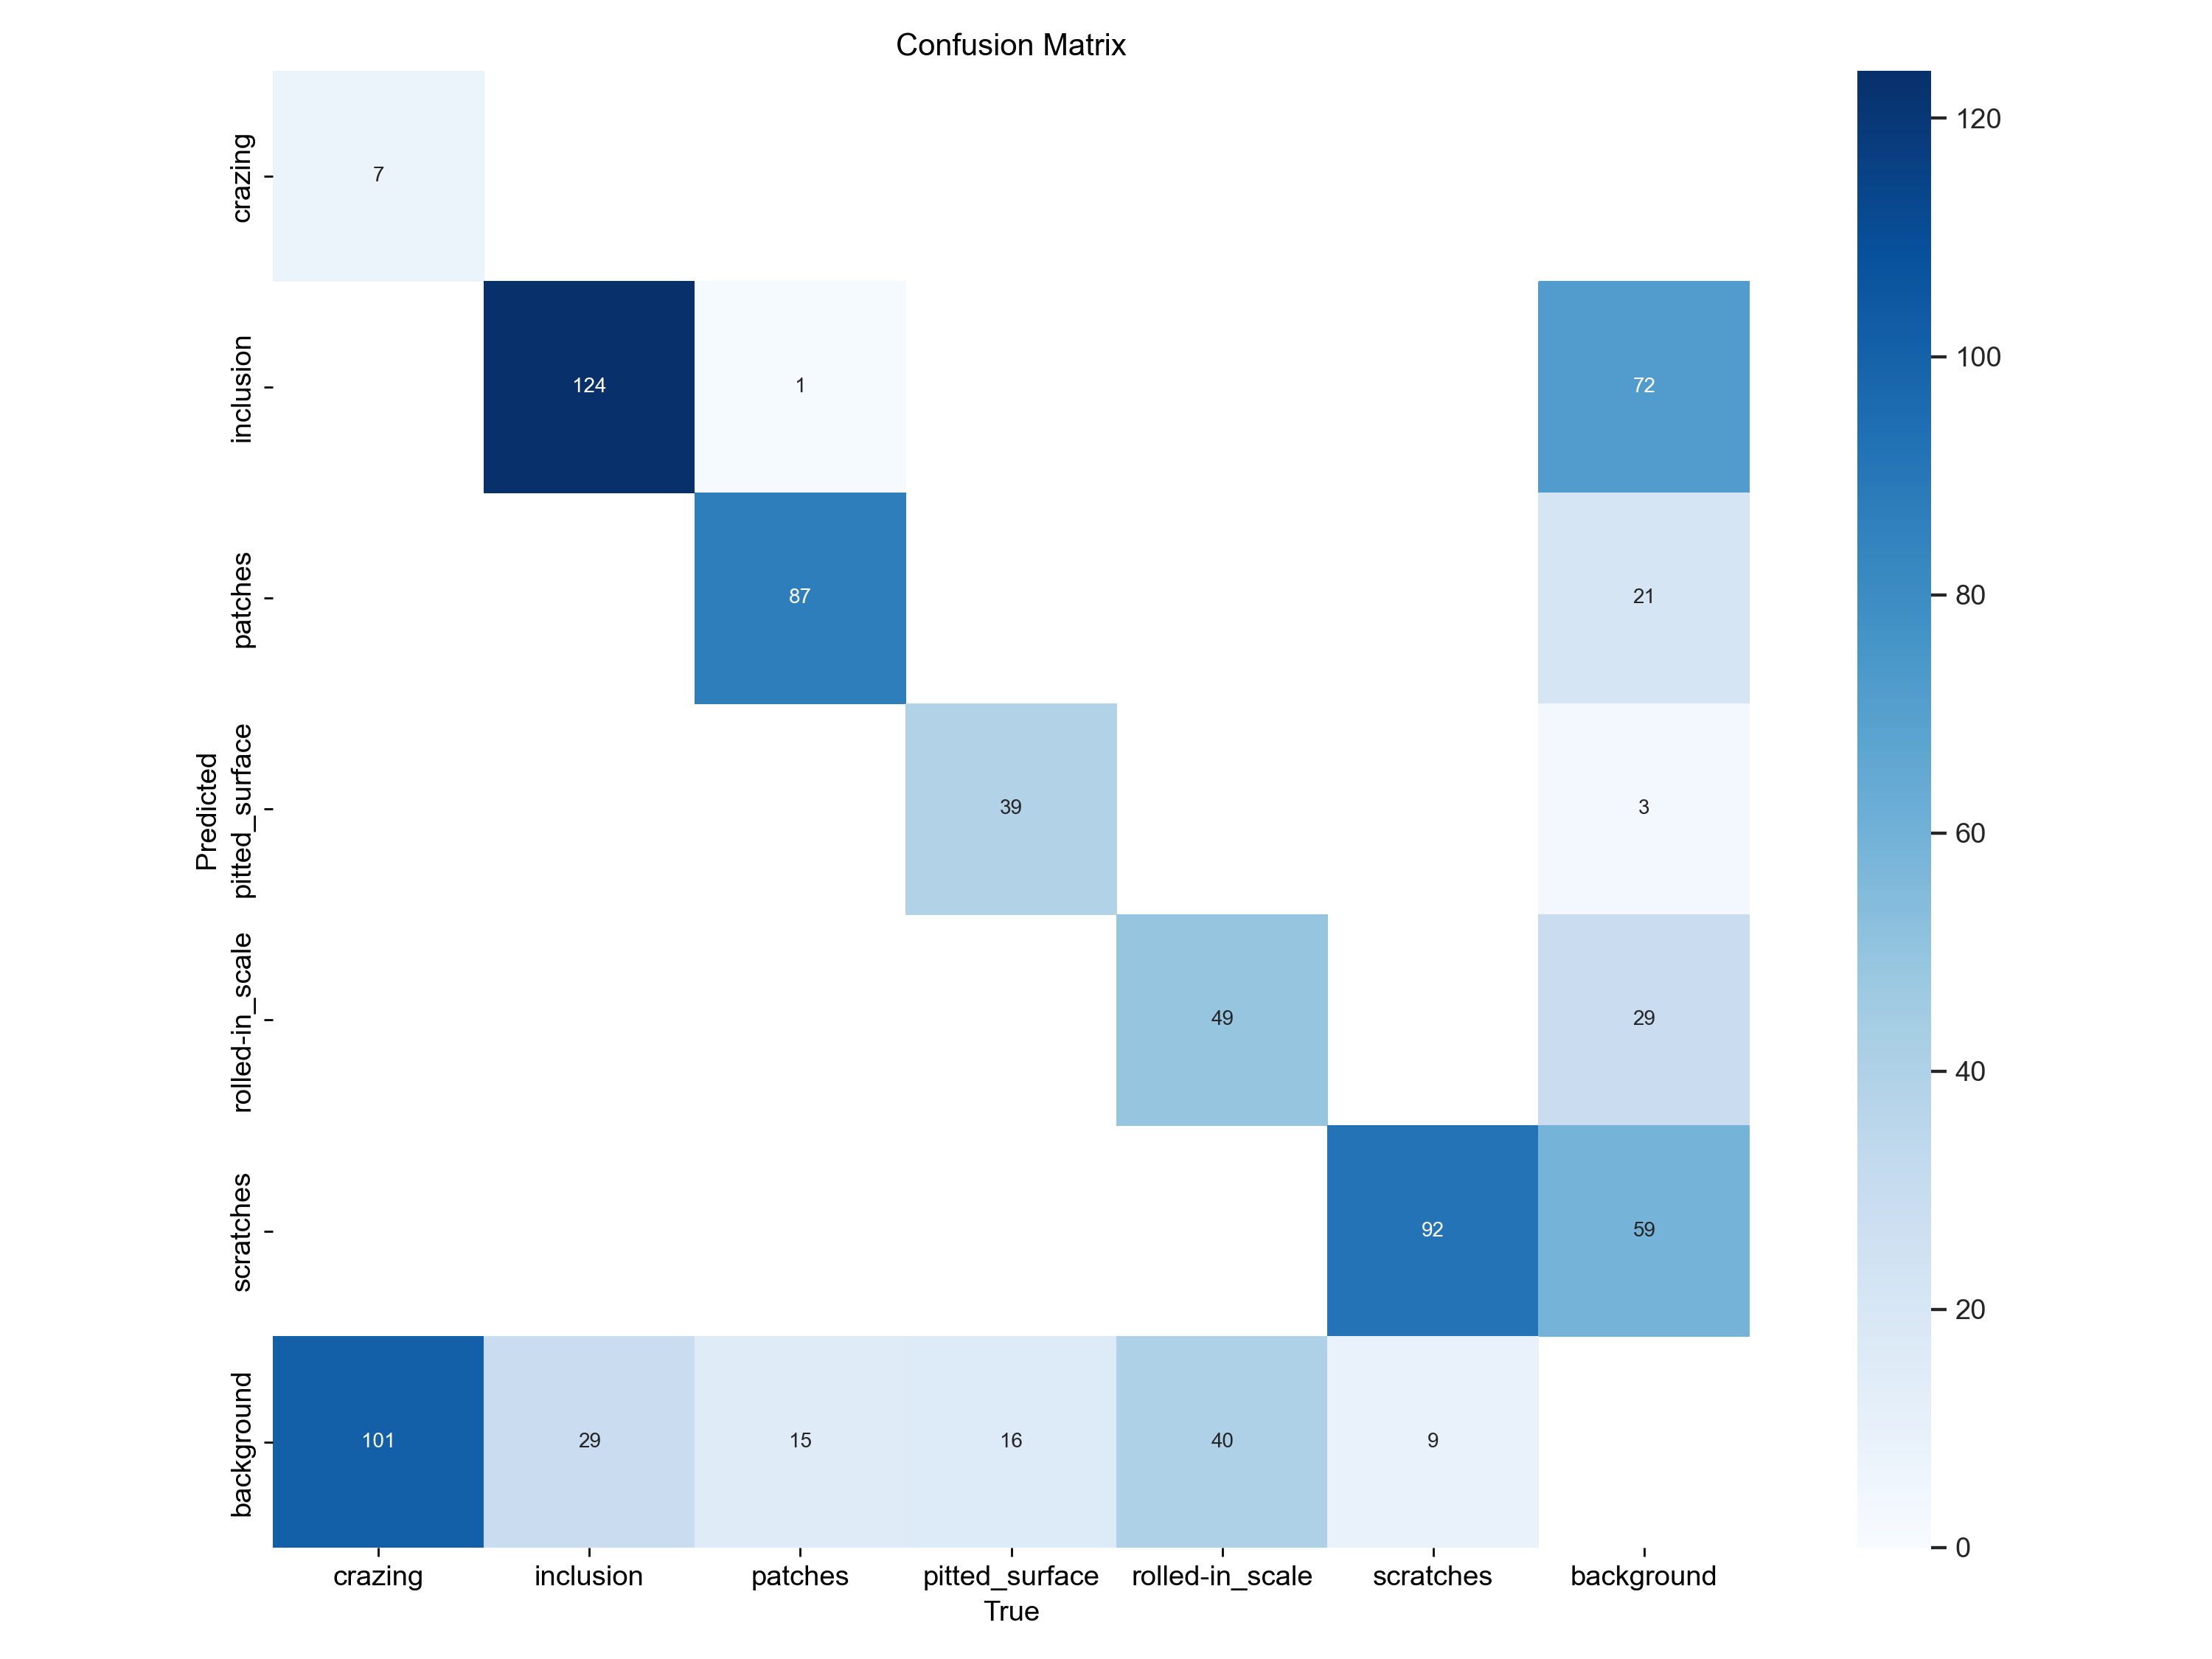 Confusion Matrix
crazing
7
inclusion
124 1 72
patches
87 21
Predicted
pitted_surface
39 3
rolled-in_scale
49 29
scratches
92 59
background
101 29 15 16 40 9
crazing inclusion patches pitted_surface rolled-in_scale scratches background
True
120
100
80
60
40
20
0